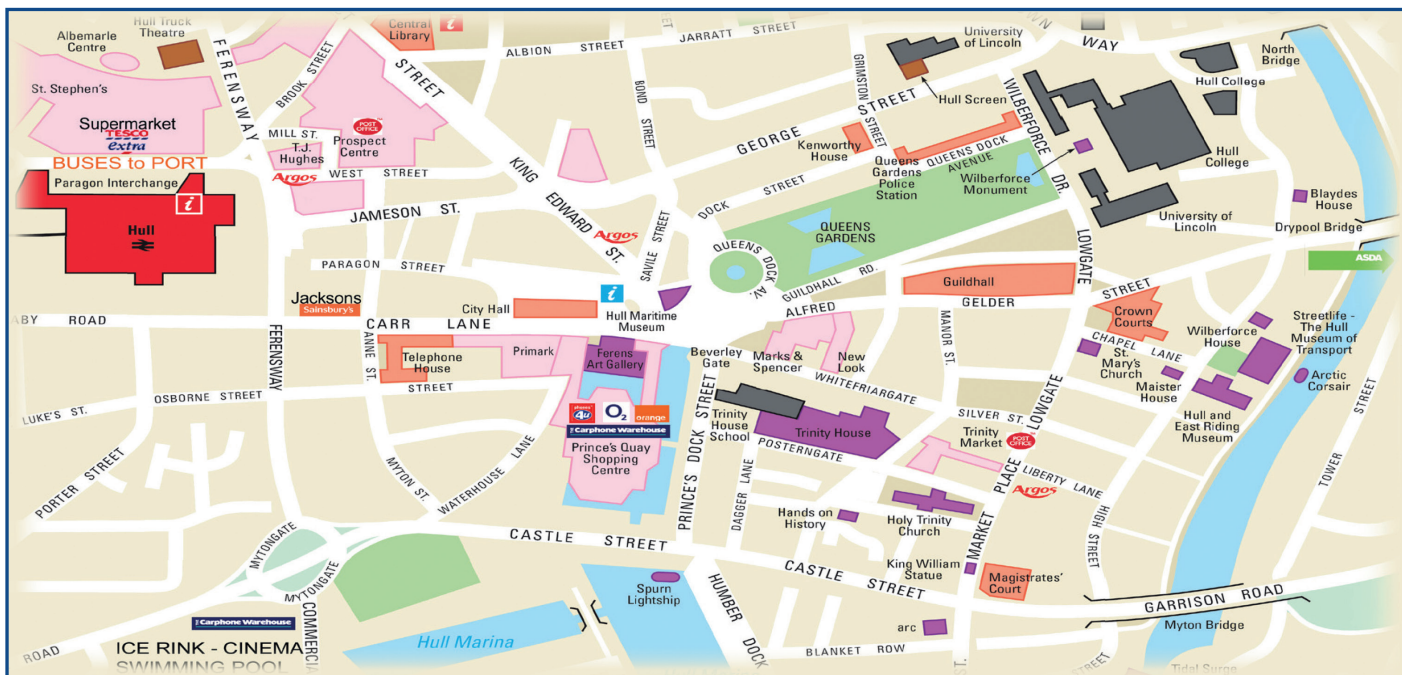 Hull Truck
Theatre
Albemarle
Centre
St. Stephen's
Supermarket
TESCO
extra
BUSES to PORT
Paragon Interchange
i
Hull
FERENSWAY
BROOK STREET
MILL ST.
T.J.
Hughes
POST OFFICE
Prospect
Centre
Argos
WEST STREET
JAMESON ST.
Central
Library
i
STREET
ALBION STREET
JARRATT STREET
BOND STREET
KING EDWARD ST.
Argos
SAVILE STREET
PARAGON STREET
Jacksons
Sainsbury's
City Hall
i
Hull Maritime
Museum
University
of Lincoln
Hull Screen
GRIMSTON STREET
GEORGE STREET
Kenworthy
House
Queens
Gardens
Police
Station
QUEENS DOCK
AVENUE
Wilberforce
Monument
DOCK STREET
QUEENS
GARDENS
QUEENS DOCK AV.
GUILDHALL RD.
WILBERFORCE DR.
WAY
North
Bridge
Hull College
Hull
College
Blaydes
House
University of
Lincoln
Drypool Bridge
ASDA
LOWGATE
Guildhall
ALFRED GELDER STREET
Crown
Courts
CHAPEL LANE
St.
Mary's
Church
Wilberforce
House
Maister
House
Streetlife -
The Hull
Museum of
Transport
Arctic
Corsair
Hull and
East Riding
Museum
ABY ROAD
CARR LANE
FERENSWAY
ANNE ST.
Telephone
House
Primark
Ferens
Art Gallery
Beverley
Gate
Marks &
Spencer
New
Look
MANOR ST.
WHITEFRIARGATE
SILVER ST.
LOWGATE
LUKE'S ST.
OSBORNE STREET
PORTER STREET
MYTON ST.
WATERHOUSE LANE
phones 4u
O2
orange
The Carphone Warehouse
Prince's Quay
Shopping
Centre
PRINCE'S DOCK STREET
Trinity
House
School
Trinity House
POSTERNGATE
DAGGER LANE
Trinity
Market
POST OFFICE
LIBERTY LANE
Argos
MARKET PLACE
HIGH STREET
TOWER STREET
Hands on
History
Holy Trinity
Church
King William
Statue
Magistrates'
Court
MYTONGATE
MYTONGATE
CASTLE STREET
CASTLE STREET
GARRISON ROAD
Myton Bridge
Spurn
Lightship
HUMBER DOCK
Hull Marina
The Carphone Warehouse
COMMERCIA
ROAD
ICE RINK - CINEMA
SWIMMING POOL
arc
BLANKET ROW
ST.
STREET
Tidal Surge